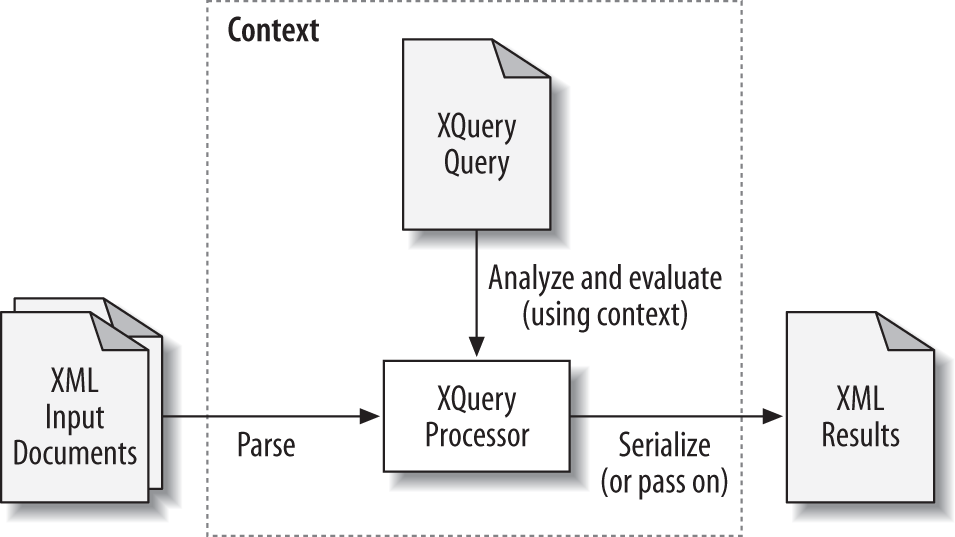 Context
XQuery
Query
Analyze and evaluate
(using context)
XML
Input
Documents
Parse
XQuery
Processor
Serialize
(or pass on)
XML
Results